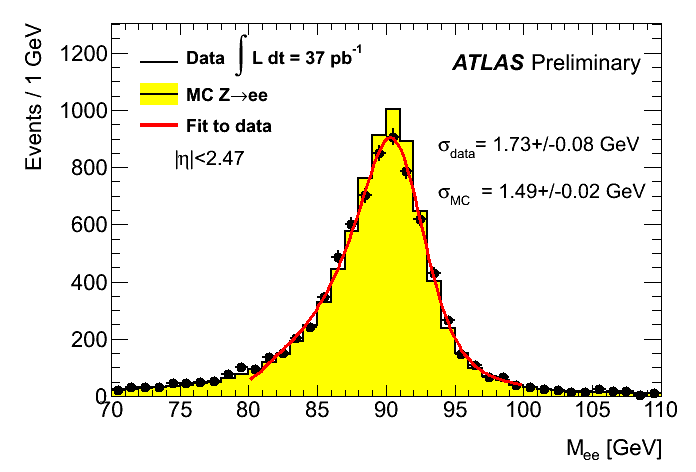 Events / 1 GeV
1200
1000
800
600
400
200
0
Data ∫ L dt = 37 pb⁻¹
MC Z→ee
Fit to data
|η|<2.47
ATLAS Preliminary
σdata= 1.73+/-0.08 GeV
σMC = 1.49+/-0.02 GeV
70 75 80 85 90 95 100 105 110
Mee [GeV]